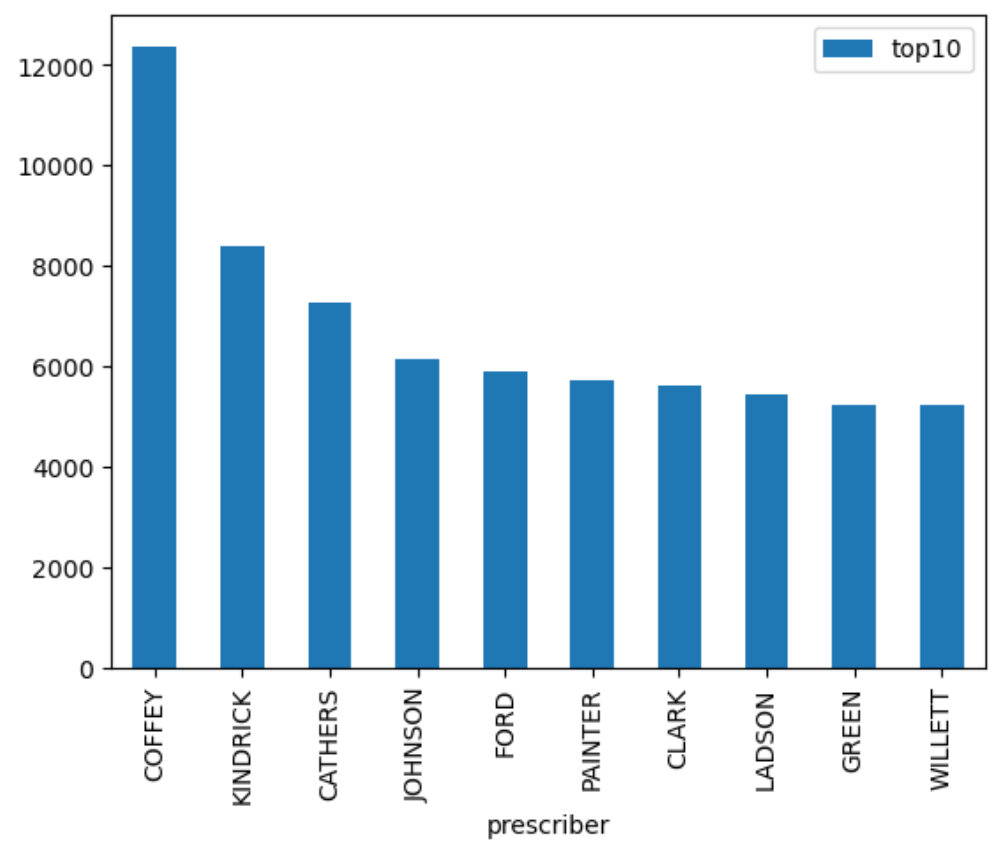 top10
12000
10000
8000
6000
4000
2000
0
COFFEY
KINDRICK
CATHERS
JOHNSON
FORD
PAINTER
CLARK
LADSON
GREEN
WILLETT
prescriber